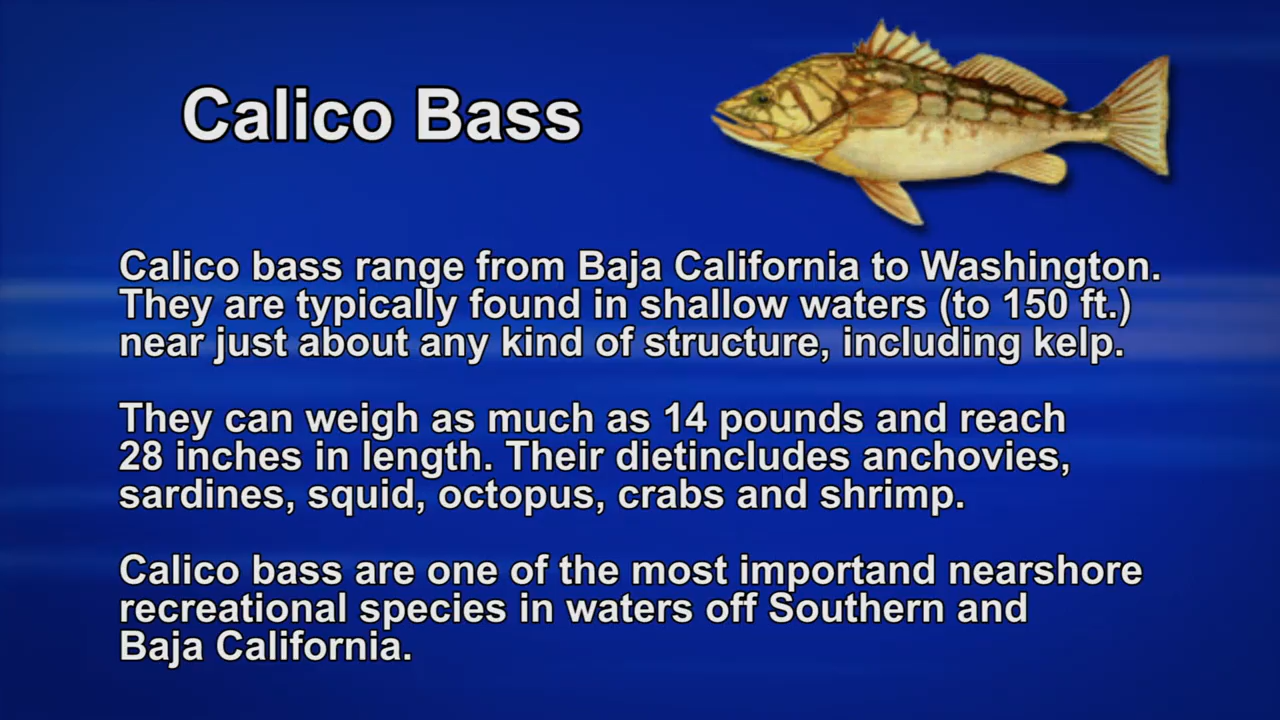 Calico Bass
Calico bass range from Baja California to Washington.
They are typically found in shallow waters (to 150 ft.)
near just about any kind of structure, including kelp.
They can weigh as much as 14 pounds and reach
28 inches in length. Their dietincludes anchovies,
sardines, squid, octopus, crabs and shrimp.
Calico bass are one of the most importand nearshore
recreational species in waters off Southern and
Baja California.